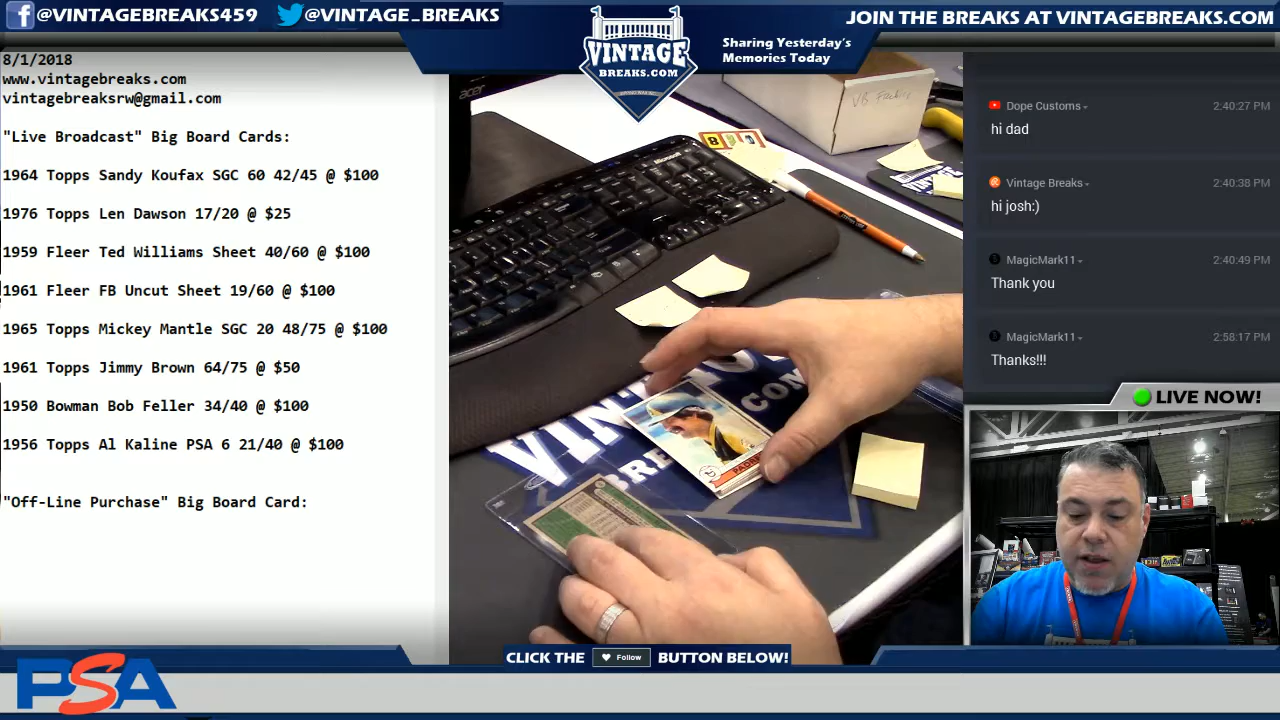 @VINTAGEBREAKS459
@VINTAGE_BREAKS
VINTAGE
BREAKS.COM
Sharing Yesterday's
Memories Today
JOIN THE BREAKS AT VINTAGEBREAKS.COM
8/1/2018
www.vintagebreaks.com
vintagebreaksrw@gmail.com
"Live Broadcast" Big Board Cards:
1964 Topps Sandy Koufax SGC 60 42/45 @ $100
1976 Topps Len Dawson 17/20 @ $25
1959 Fleer Ted Williams Sheet 40/60 @ $100
1961 Fleer FB Uncut Sheet 19/60 @ $100
1965 Topps Mickey Mantle SGC 20 48/75 @ $100
1961 Topps Jimmy Brown 64/75 @ $50
1950 Bowman Bob Feller 34/40 @ $100
1956 Topps Al Kaline PSA 6 21/40 @ $100
"Off-Line Purchase" Big Board Card:
acer
Microsoft
Dope Customs 2:40:27 PM
hi dad
Vintage Breaks 2:40:38 PM
hi josh:)
MagicMark11 2:40:49 PM
Thank you
MagicMark11 2:58:17 PM
Thanks!!!
LIVE NOW!
CLICK THE Follow BUTTON BELOW!
PSA